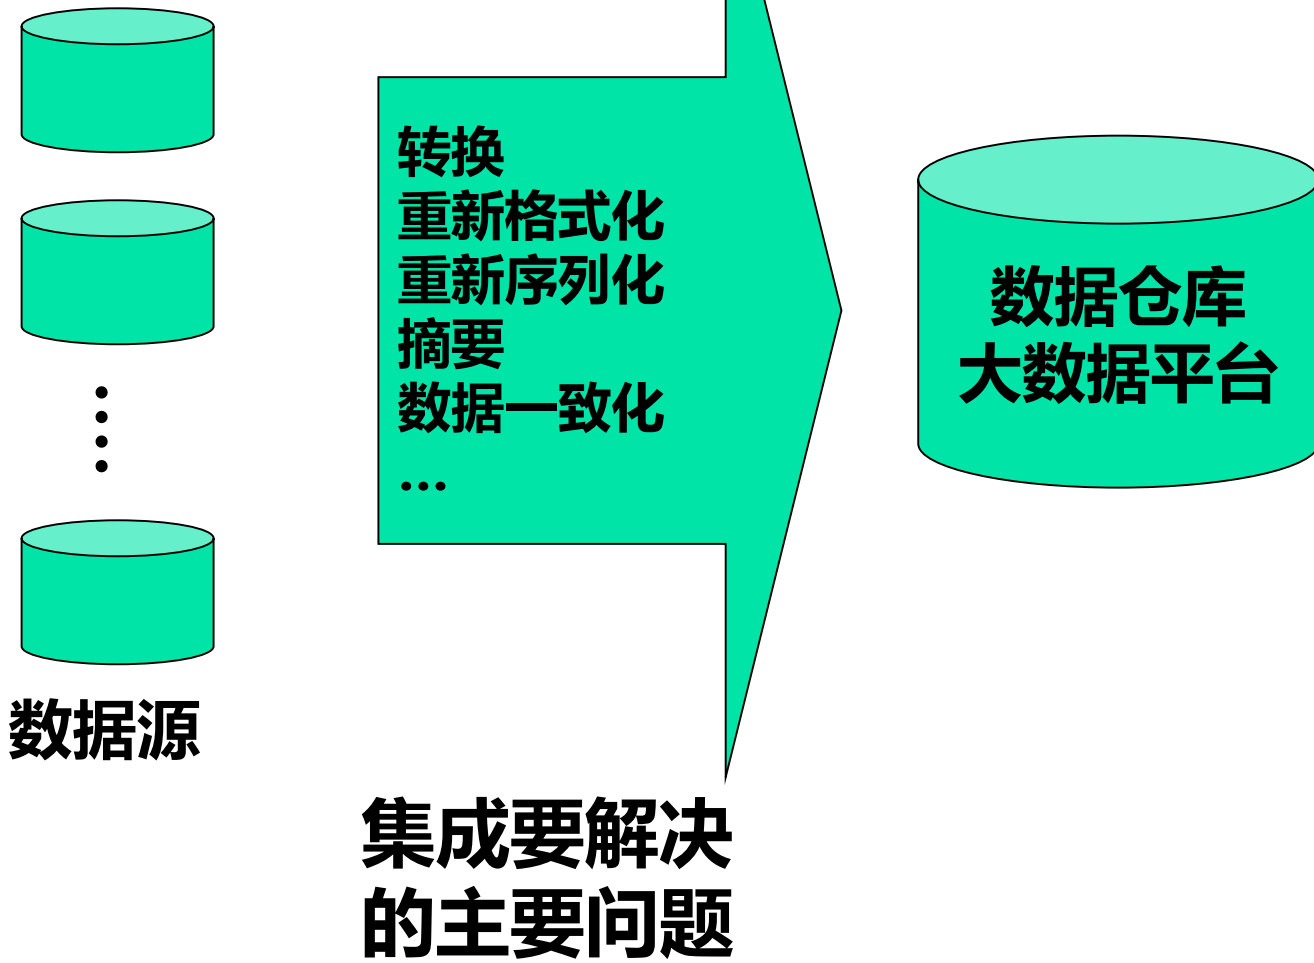 转换
重新格式化
重新序列化
摘要
数据一致化
…
数据仓库
大数据平台
数据源
集成要解决
的主要问题